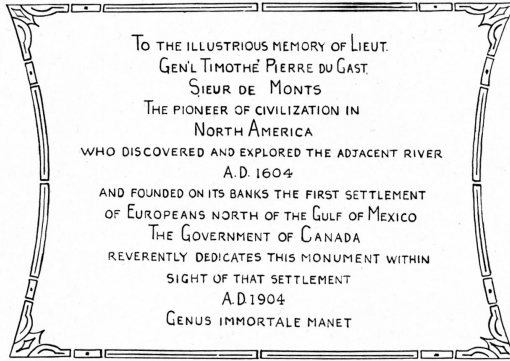 To the illustrious memory of Lieut.
Gen'l Timothé Pierre du Gast,
Sieur de Monts
The pioneer of civilization in
North America
who discovered and explored the adjacent river
A.D. 1604
and founded on its banks the first settlement
of Europeans north of the Gulf of Mexico
The Government of Canada
reverently dedicates this monument within
sight of that settlement
A.D. 1904
Genus immortale manet